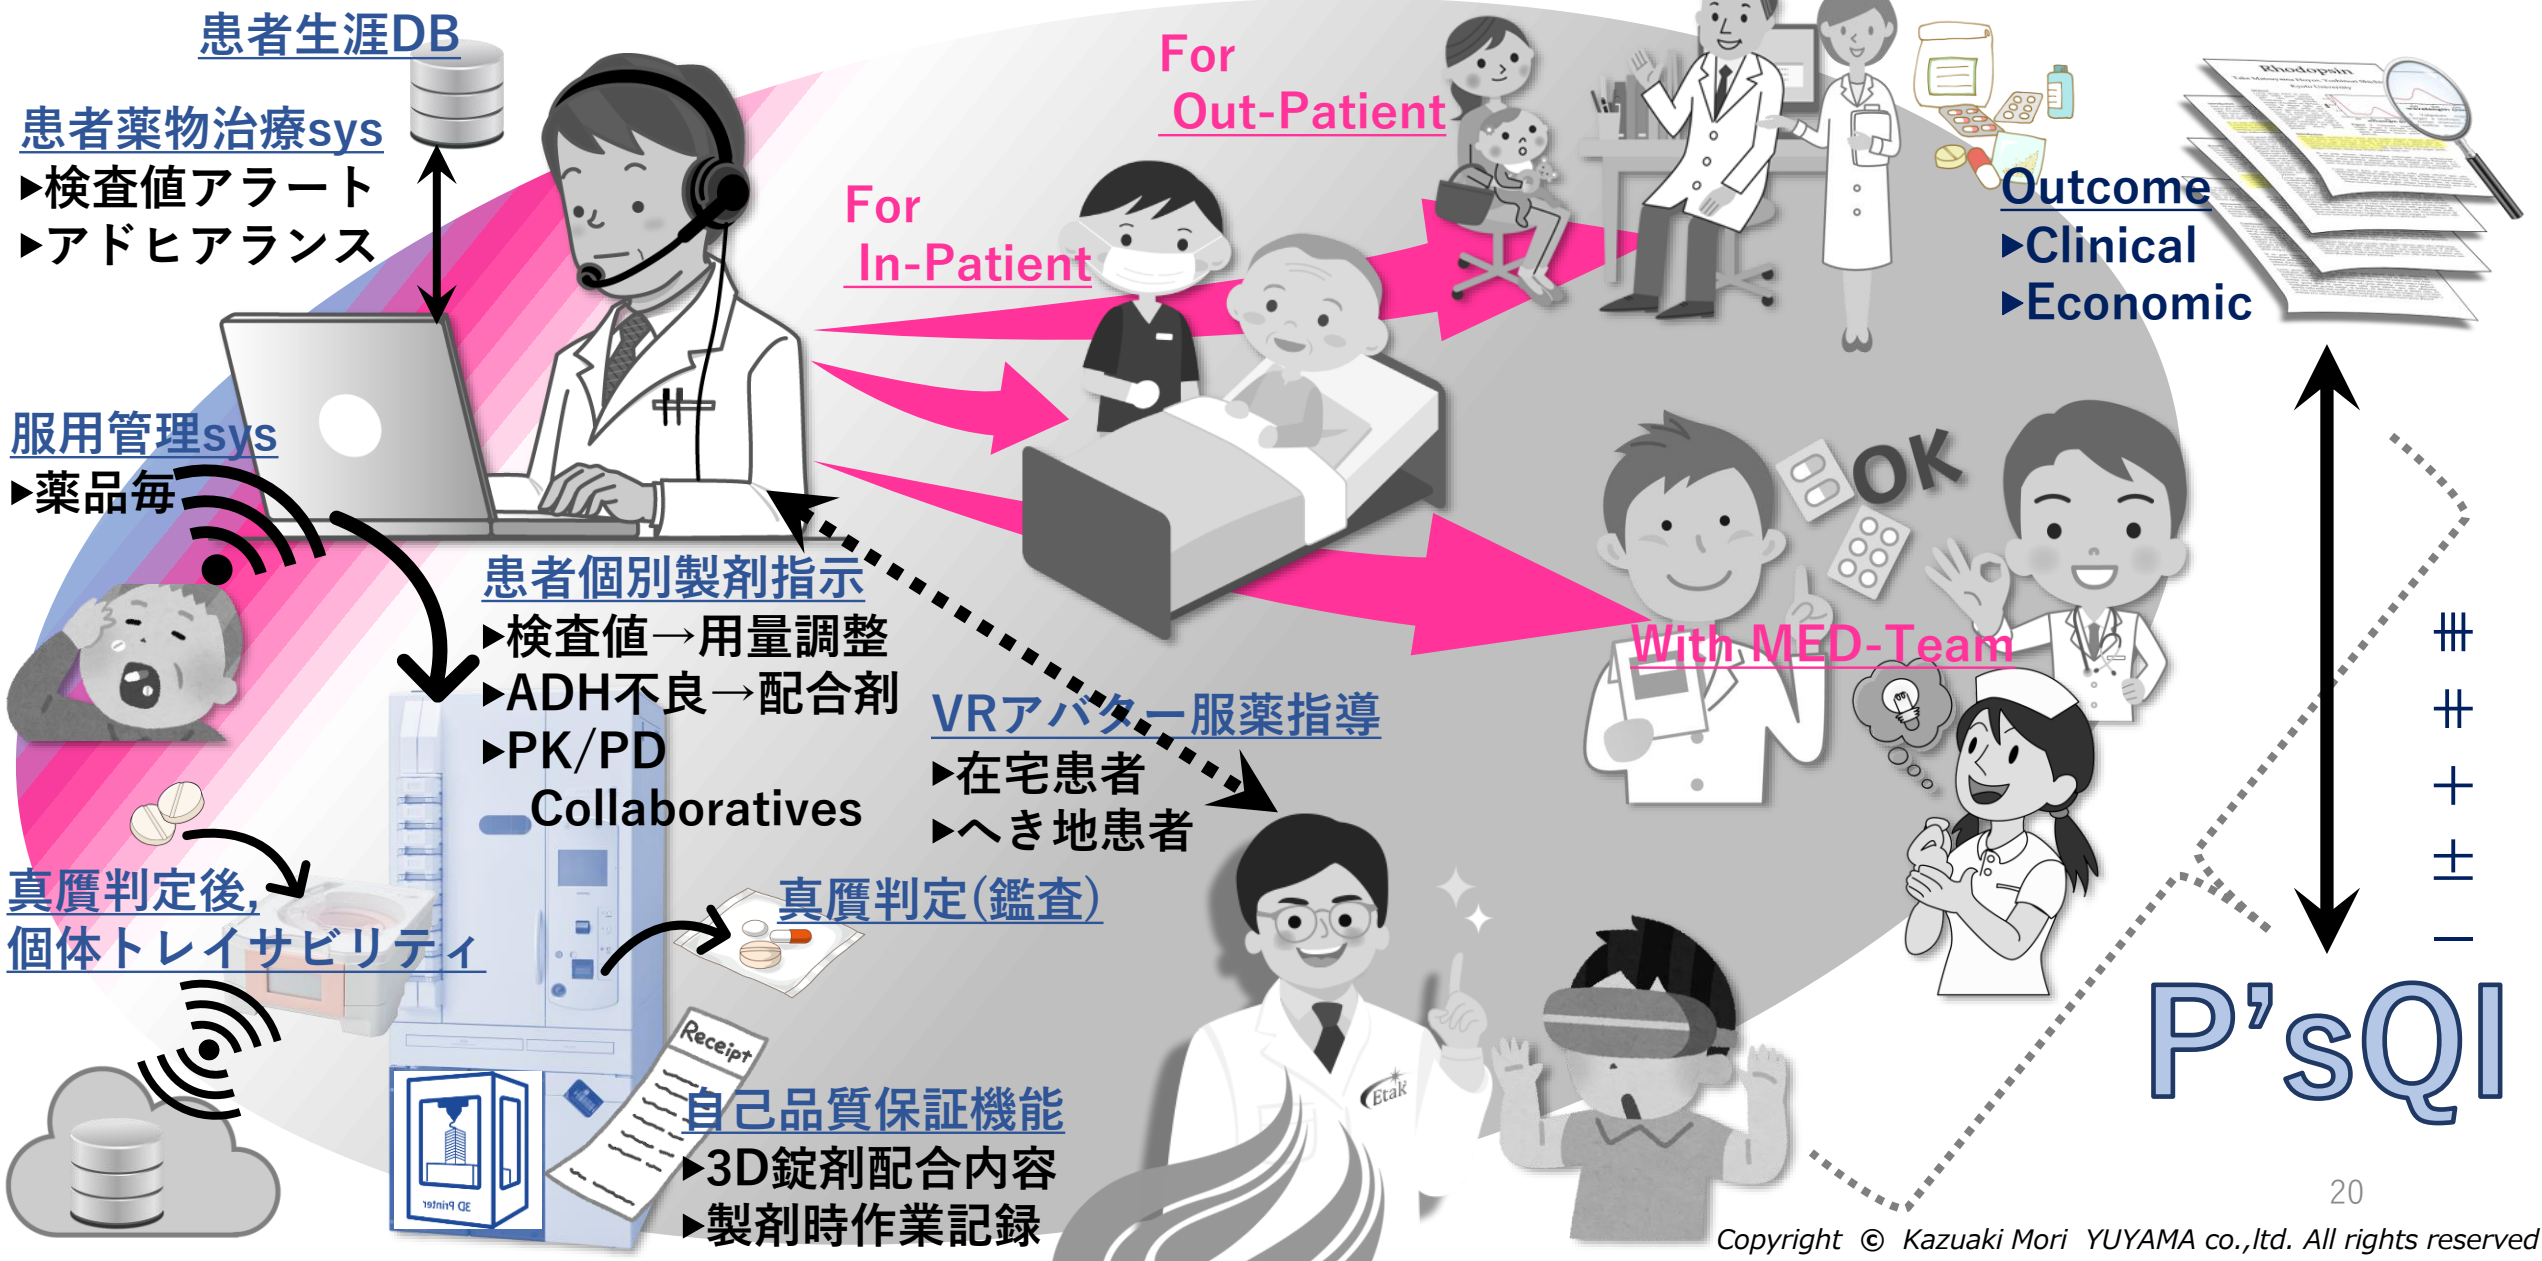 患者生涯DB
患者薬物治療sys
▶検査値アラート
▶アドヒアランス
服用管理sys
▶薬品毎
For
Out-Patient
For
In-Patient
With MED-Team
OK
Rhodopsin
Kyoto University
Outcome
▶Clinical
▶Economic
患者個別製剤指示
▶検査値→用量調整
▶ADH不良→配合剤
▶PK/PD
Collaboratives
VRアバター服薬指導
▶在宅患者
▶へき地患者
真贋判定後,
個体トレイサビリティ
真贋判定(鑑査)
Receipt
自己品質保証機能
▶3D錠剤配合内容
▶製剤時作業記録
3D Printer
Etak
卅
廾
＋
±
－
P’sQI
20
Copyright © Kazuaki Mori YUYAMA co.,ltd. All rights reserved